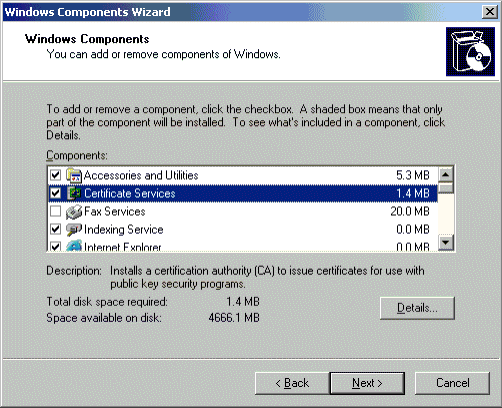 Windows Components Wizard
Windows Components
You can add or remove components of Windows.
To add or remove a component, click the checkbox. A shaded box means that only
part of the component will be installed. To see what's included in a component, click
Details.
Components:
Accessories and Utilities 5.3 MB
Certificate Services 1.4 MB
Fax Services 20.0 MB
Indexing Service 0.0 MB
Internet Explorer 0.0 MB
Description: Installs a certification authority (CA) to issue certificates for use with
public key security programs.
Total disk space required: 1.4 MB
Space available on disk: 4666.1 MB
Details...
< Back Next > Cancel